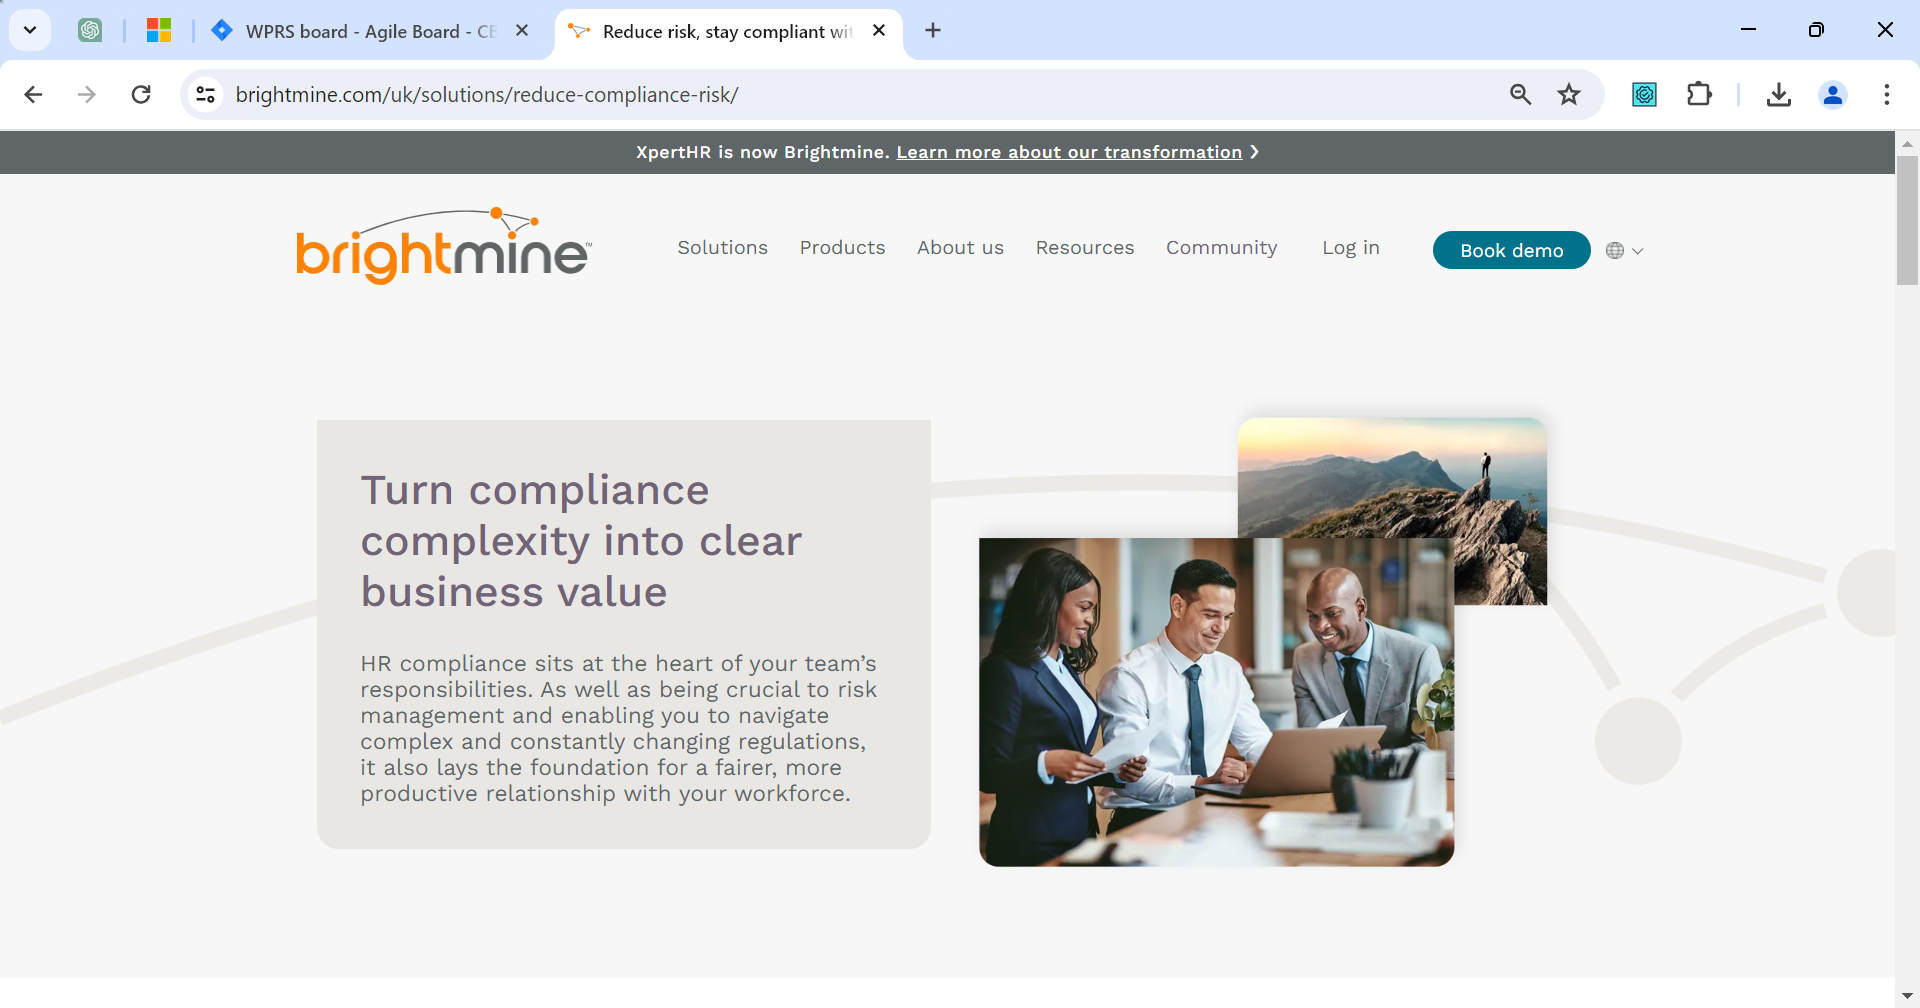 WPRS board - Agile Board - CE
Reduce risk, stay compliant wit
brightmine.com/uk/solutions/reduce-compliance-risk/
XpertHR is now Brightmine. Learn more about our transformation ❯
brightmine™
Solutions Products About us Resources Community Log in Book demo
Turn compliance
complexity into clear
business value
HR compliance sits at the heart of your team’s
responsibilities. As well as being crucial to risk
management and enabling you to navigate
complex and constantly changing regulations,
it also lays the foundation for a fairer, more
productive relationship with your workforce.